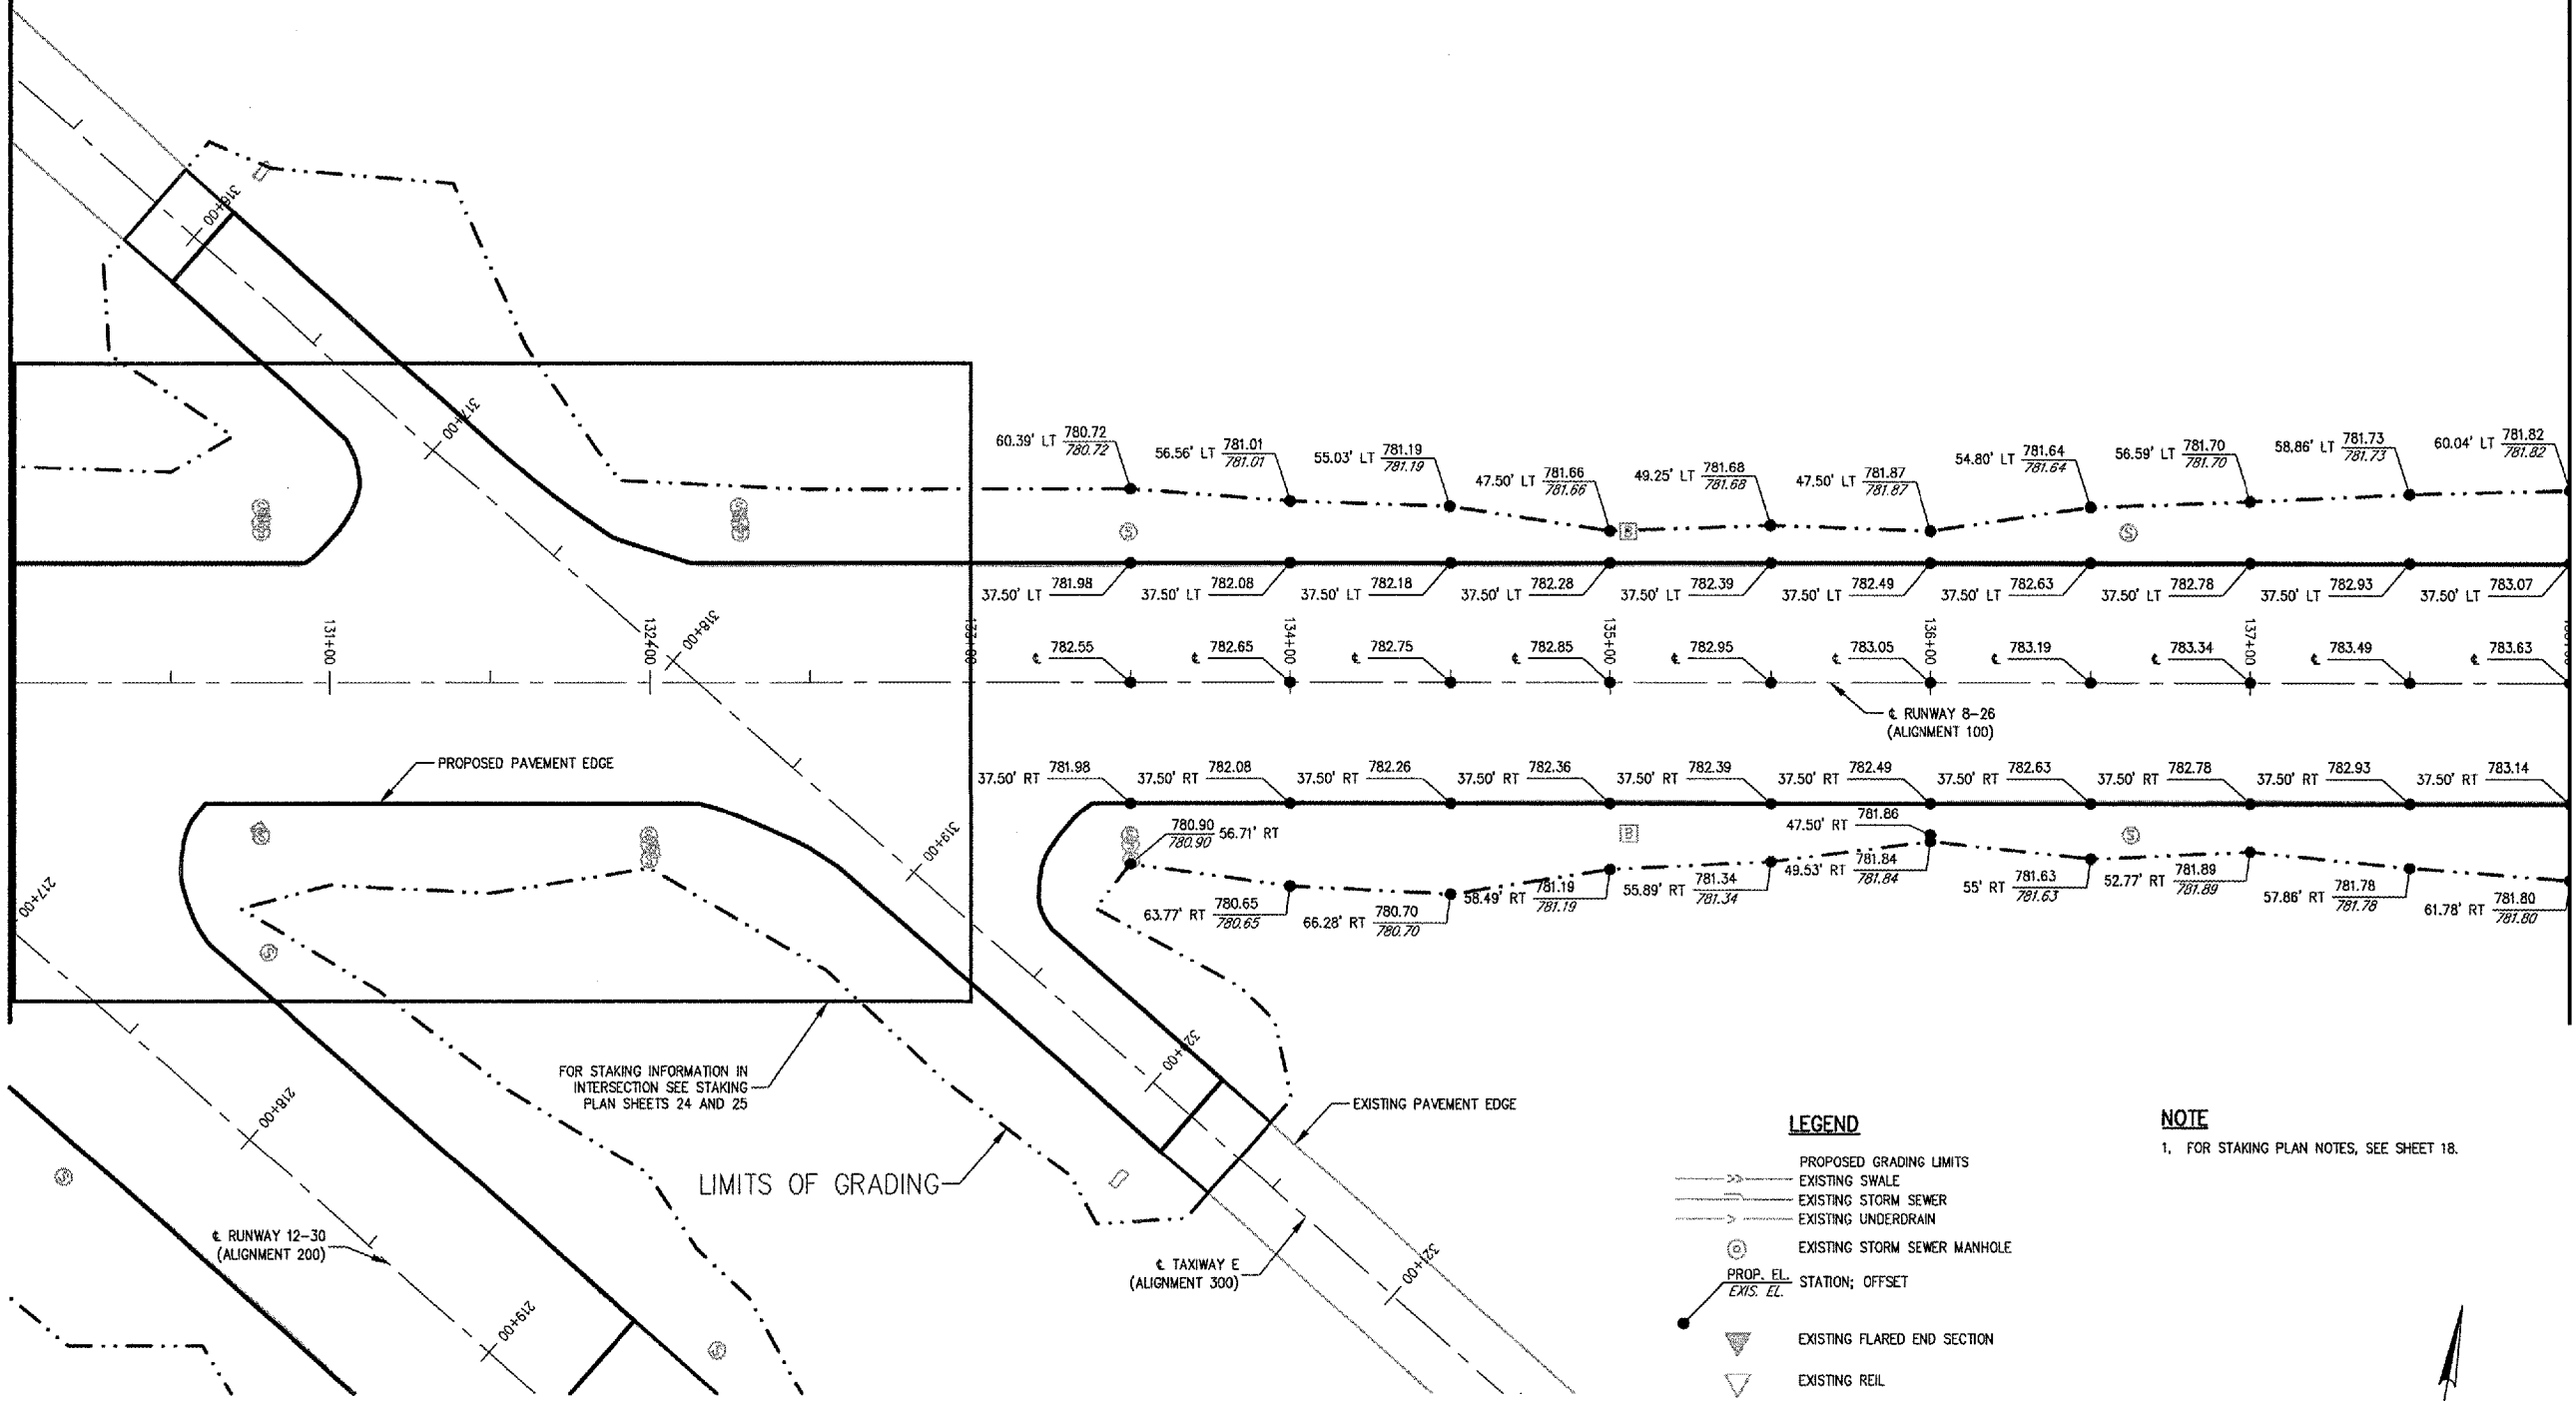 316+00
317+00
60.39' LT 780.72
780.72
56.56' LT 781.01
781.01
55.03' LT 781.19
781.19
47.50' LT 781.66
781.66
49.25' LT 781.68
781.68
47.50' LT 781.87
781.87
54.80' LT 781.64
781.64
56.59' LT 781.70
781.70
58.86' LT 781.73
781.73
60.04' LT 781.82
781.82
S
B
S
37.50' LT 781.98
37.50' LT 782.08
37.50' LT 782.18
37.50' LT 782.28
37.50' LT 782.39
37.50' LT 782.49
37.50' LT 782.63
37.50' LT 782.78
37.50' LT 782.93
37.50' LT 783.07
131+00
132+00
318+00
134+00
135+00
136+00
137+00
℄ 782.55
℄ 782.65
℄ 782.75
℄ 782.85
℄ 782.95
℄ 783.05
℄ 783.19
℄ 783.34
℄ 783.49
℄ 783.63
℄ RUNWAY 8-26
(ALIGNMENT 100)
PROPOSED PAVEMENT EDGE
37.50' RT 781.98
37.50' RT 782.08
37.50' RT 782.26
37.50' RT 782.36
37.50' RT 782.39
37.50' RT 782.49
37.50' RT 782.63
37.50' RT 782.78
37.50' RT 782.93
37.50' RT 783.14
780.90 56.71' RT
780.90
47.50' RT 781.86
B
S
319+00
217+00
63.77' RT 780.65
780.65
66.28' RT 780.70
780.70
58.49' RT 781.19
781.19
55.89' RT 781.34
781.34
49.53' RT 781.84
781.84
55' RT 781.63
781.63
52.77' RT 781.89
781.89
57.86' RT 781.78
781.78
61.78' RT 781.80
781.80
S
320+00
218+00
FOR STAKING INFORMATION IN
INTERSECTION SEE STAKING
PLAN SHEETS 24 AND 25
EXISTING PAVEMENT EDGE
S
LIMITS OF GRADING
℄ RUNWAY 12-30
(ALIGNMENT 200)
℄ TAXIWAY E
(ALIGNMENT 300)
321+00
219+00
S
LEGEND
PROPOSED GRADING LIMITS
EXISTING SWALE
EXISTING STORM SEWER
EXISTING UNDERDRAIN
EXISTING STORM SEWER MANHOLE
PROP. EL. STATION; OFFSET
EXIS. EL.
EXISTING FLARED END SECTION
EXISTING REIL
NOTE
1. FOR STAKING PLAN NOTES, SEE SHEET 18.